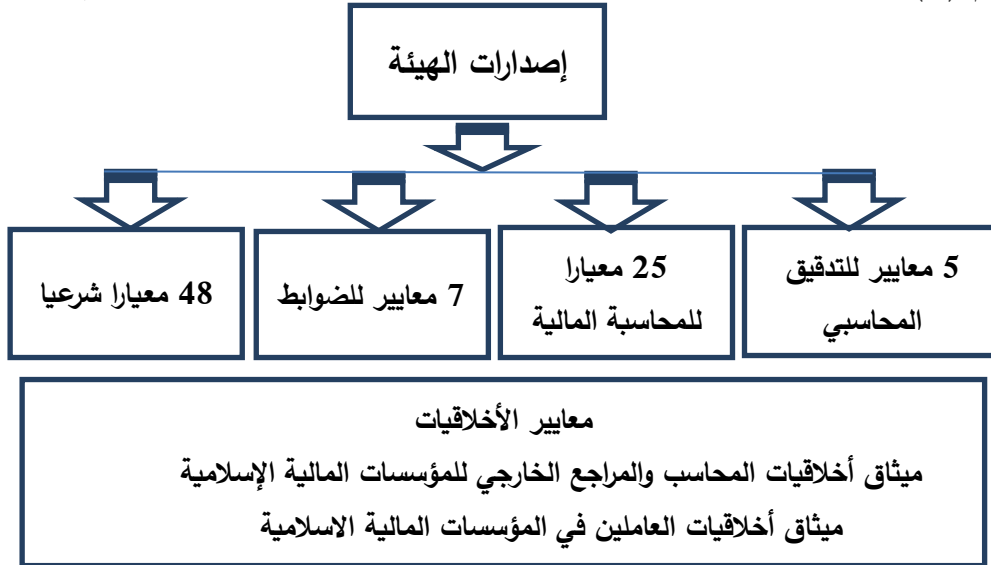 إصدارات الهيئة
5 معايير للتدقيق
المحاسبي
25 معيارا
للمحاسبة المالية
7 معايير للضوابط
48 معيارا شرعيا
معايير الأخلاقيات
ميثاق أخلاقيات المحاسب والمراجع الخارجي للمؤسسات المالية الإسلامية
ميثاق أخلاقيات العاملين في المؤسسات المالية الاسلامية